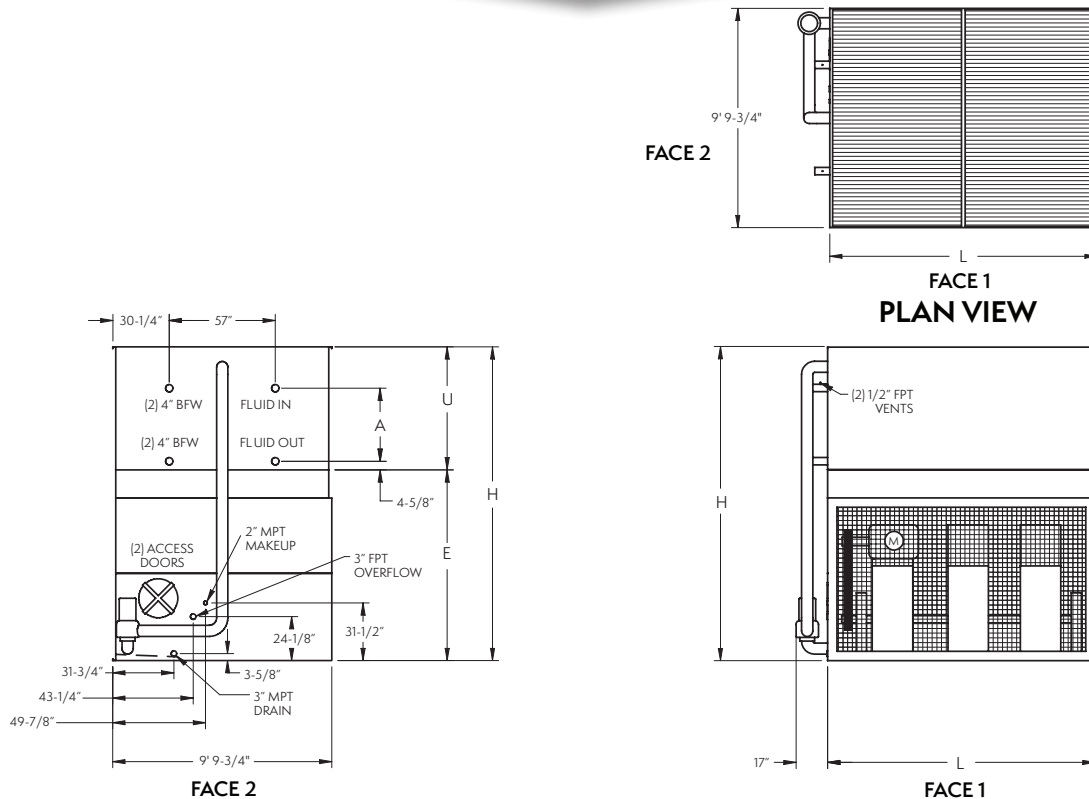 9' 9-3/4"
FACE 2
L
FACE 1
PLAN VIEW
30-1/4"
57"
(2) 4" BFW
FLUID IN
A
U
(2) 4" BFW
FLUID OUT
4-5/8"
H
2" MPT
MAKEUP
(2) ACCESS
DOORS
3" FPT
OVERFLOW
E
31-1/2"
24-1/8"
31-3/4"
3-5/8"
43-1/4"
3" MPT
DRAIN
49-7/8"
9' 9-3/4"
FACE 2
(2) 1/2" FPT
VENTS
H
M
17"
L
FACE 1